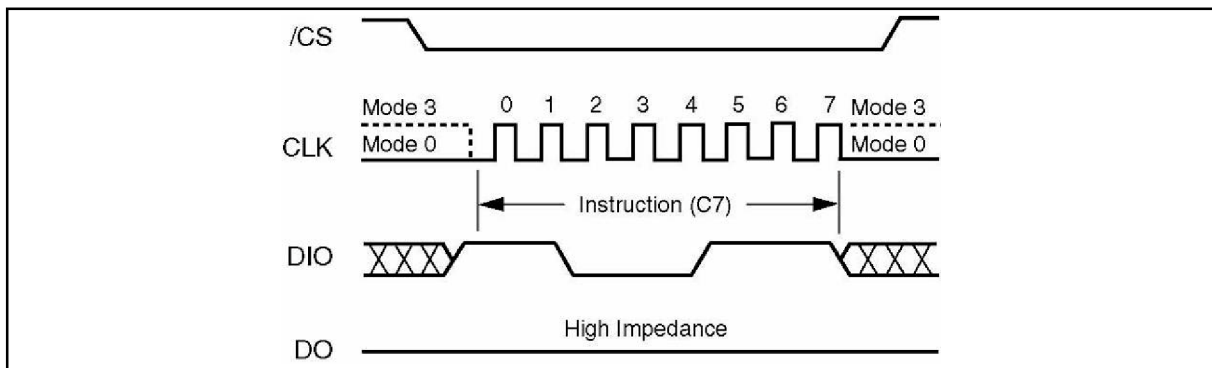 /CS
Mode 3 0 1 2 3 4 5 6 7 Mode 3
CLK Mode 0 Mode 0
Instruction (C7)
DIO
High Impedance
DO